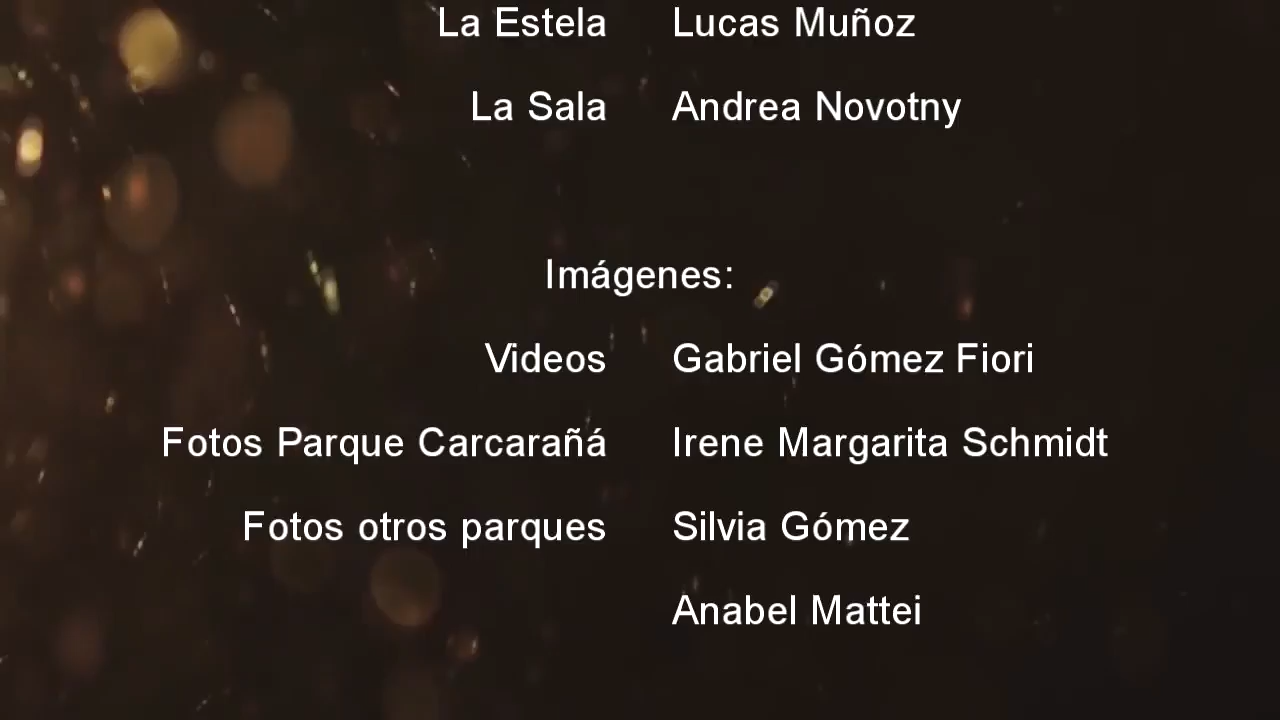 La Estela Lucas Muñoz
La Sala Andrea Novotny
Imágenes:
Videos Gabriel Gómez Fiori
Fotos Parque Carcarañá Irene Margarita Schmidt
Fotos otros parques Silvia Gómez
Anabel Mattei